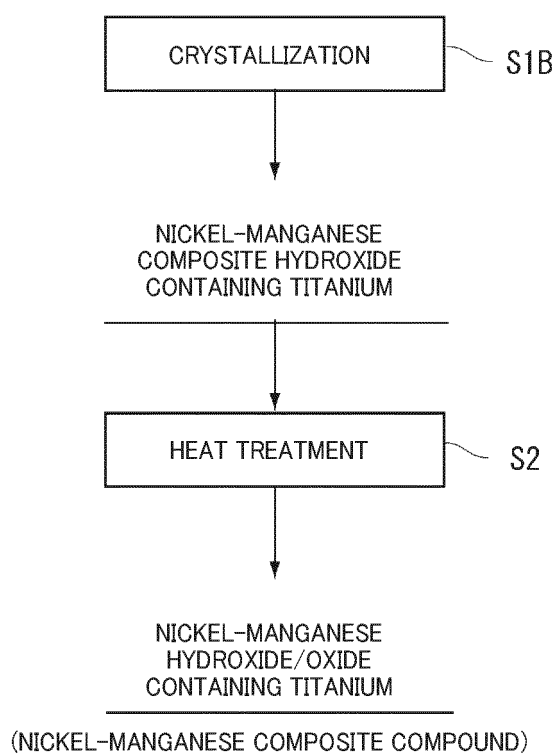 CRYSTALLIZATION
S1B
NICKEL-MANGANESE
COMPOSITE HYDROXIDE
CONTAINING TITANIUM
HEAT TREATMENT
S2
NICKEL-MANGANESE
HYDROXIDE/OXIDE
CONTAINING TITANIUM
(NICKEL-MANGANESE COMPOSITE COMPOUND)